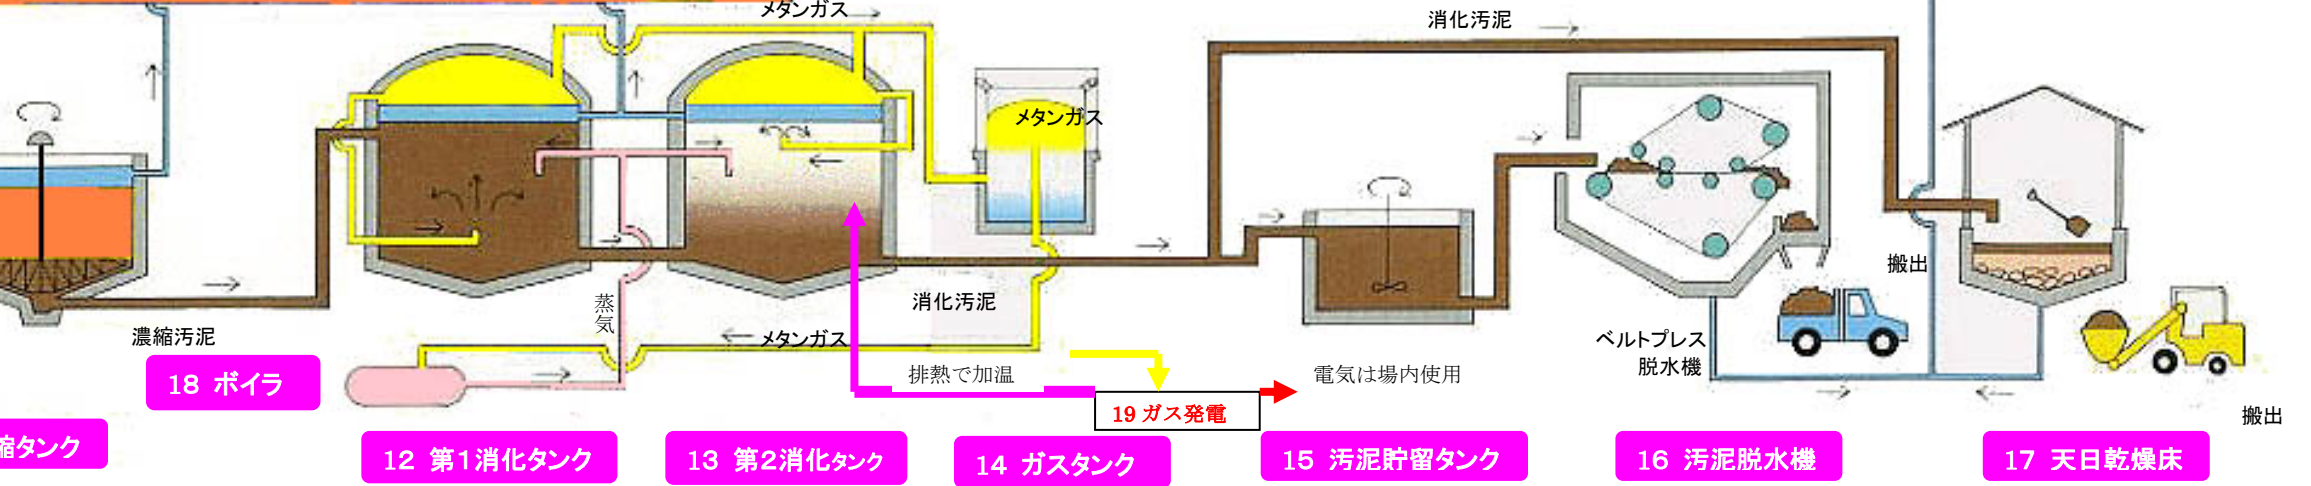 メタンガス
消化汚泥
メタンガス
搬出
消化汚泥
蒸気
濃縮汚泥
メタンガス
ベルトプレス
脱水機
18 ボイラ
排熱で加温
電気は場内使用
19 ガス発電
搬出
縮タンク
12 第1消化タンク
13 第2消化タンク
14 ガスタンク
15 汚泥貯留タンク
16 汚泥脱水機
17 天日乾燥床